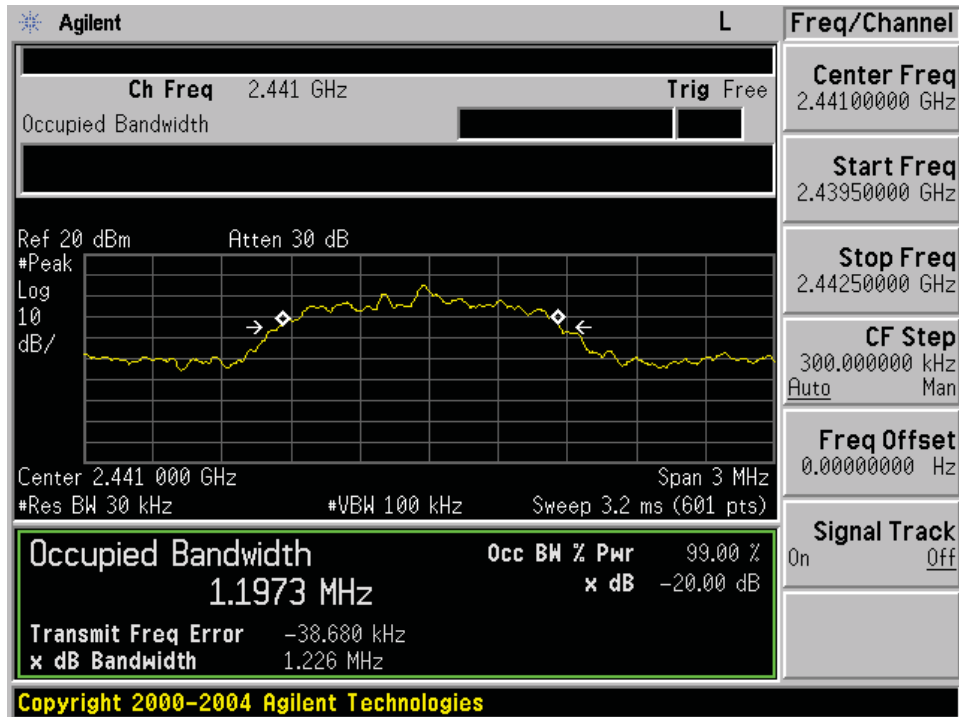 Agilent
L
Freq/Channel
Ch Freq 2.441 GHz
Trig Free
Occupied Bandwidth
Center Freq
2.44100000 GHz
Start Freq
2.43950000 GHz
Stop Freq
2.44250000 GHz
CF Step
300.000000 kHz
Auto Man
Freq Offset
0.00000000 Hz
Signal Track
On Off
Ref 20 dBm
Atten 30 dB
#Peak
Log
10
dB/
Center 2.441 000 GHz
Span 3 MHz
#Res BW 30 kHz
#VBW 100 kHz
Sweep 3.2 ms (601 pts)
Occupied Bandwidth
1.1973 MHz
Occ BW % Pwr 99.00 %
x dB -20.00 dB
Transmit Freq Error -38.680 kHz
x dB Bandwidth 1.226 MHz
Copyright 2000-2004 Agilent Technologies